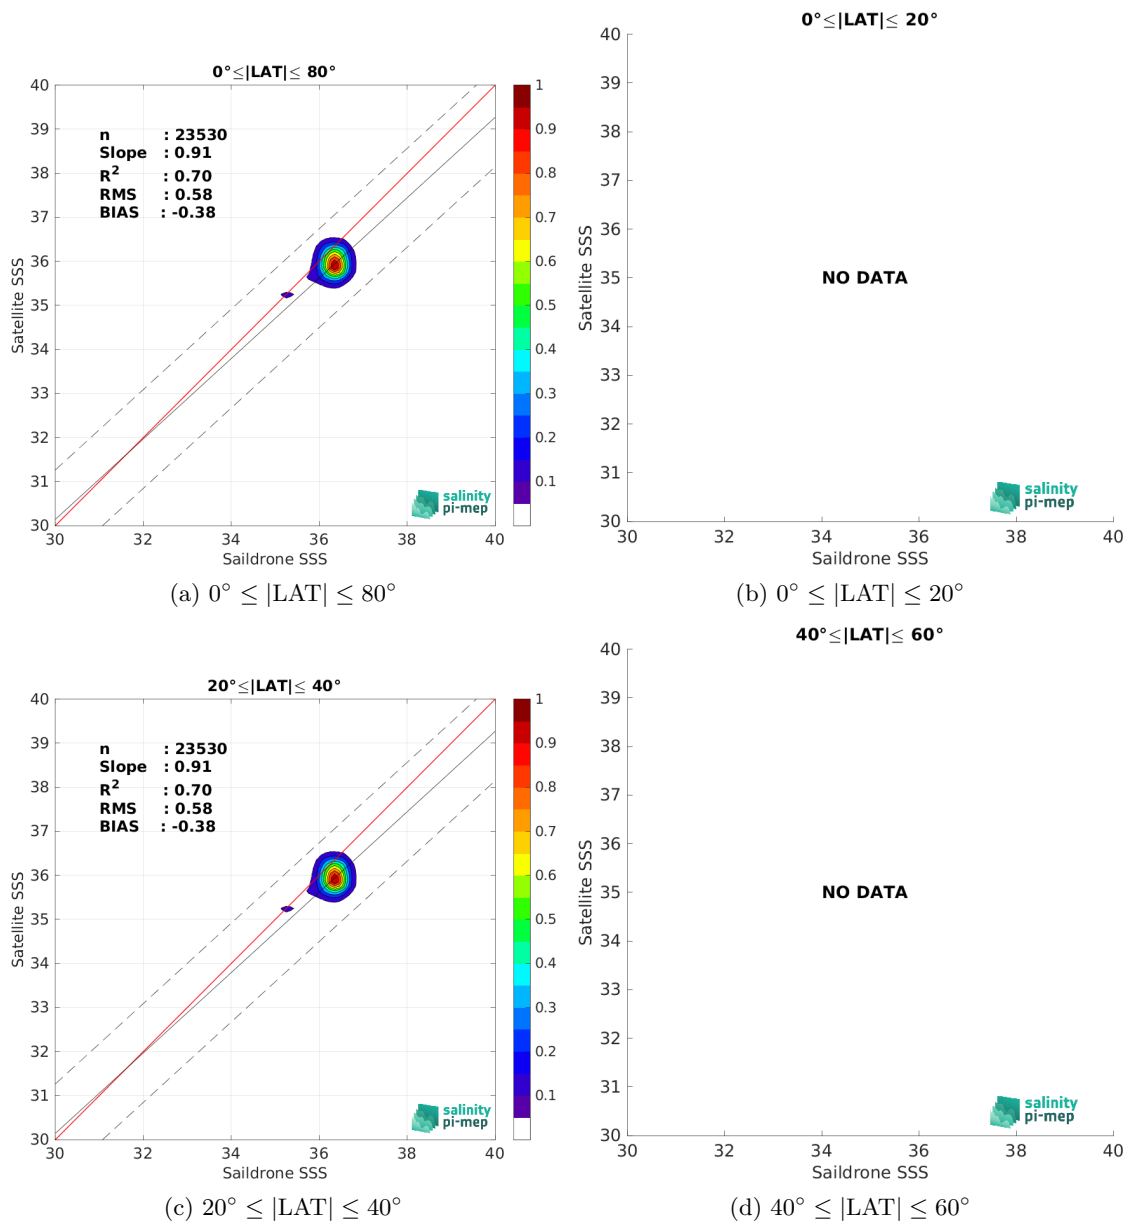 0°≤|LAT|≤ 80°
40
39
38
37
36
35
34
33
32
31
30
Satellite SSS
n : 23530
Slope : 0.91
R² : 0.70
RMS : 0.58
BIAS : -0.38
salinity
pi-mep
30 32 34 36 38 40
Saildrone SSS
1
0.9
0.8
0.7
0.6
0.5
0.4
0.3
0.2
0.1
(a) 0° ≤ |LAT| ≤ 80°
0°≤|LAT|≤ 20°
40
39
38
37
36
35
34
33
32
31
30
Satellite SSS
NO DATA
salinity
pi-mep
30 32 34 36 38 40
Saildrone SSS
(b) 0° ≤ |LAT| ≤ 20°
20°≤|LAT|≤ 40°
40
39
38
37
36
35
34
33
32
31
30
Satellite SSS
n : 23530
Slope : 0.91
R² : 0.70
RMS : 0.58
BIAS : -0.38
salinity
pi-mep
30 32 34 36 38 40
Saildrone SSS
1
0.9
0.8
0.7
0.6
0.5
0.4
0.3
0.2
0.1
(c) 20° ≤ |LAT| ≤ 40°
40°≤|LAT|≤ 60°
40
39
38
37
36
35
34
33
32
31
30
Satellite SSS
NO DATA
salinity
pi-mep
30 32 34 36 38 40
Saildrone SSS
(d) 40° ≤ |LAT| ≤ 60°